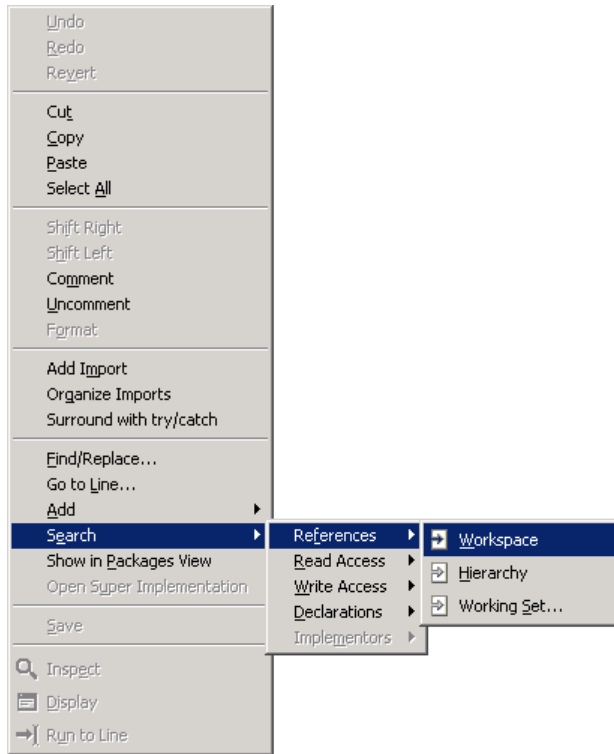 Undo
Redo
Revert
Cut
Copy
Paste
Select All
Shift Right
Shift Left
Comment
Uncomment
Format
Add Import
Organize Imports
Surround with try/catch
Find/Replace...
Go to Line...
Add
Search
Show in Packages View
Open Super Implementation
Save
Inspect
Display
Run to Line
References
Read Access
Write Access
Declarations
Implementors
Workspace
Hierarchy
Working Set...